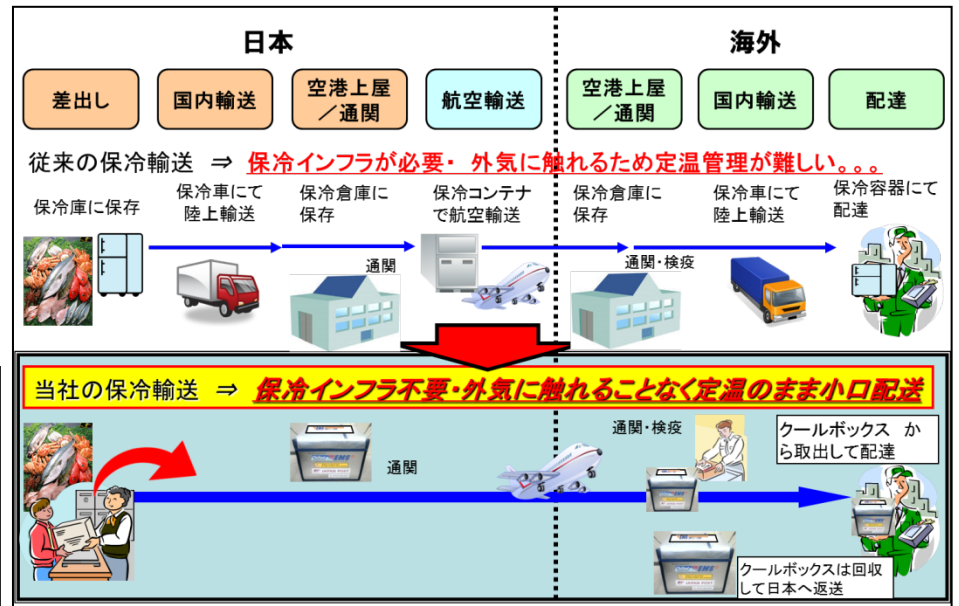 日本
海外
差出し
国内輸送
空港上屋
／通関
航空輸送
空港上屋
／通関
国内輸送
配達
従来の保冷輸送 ⇒ 保冷インフラが必要・ 外気に触れるため定温管理が難しい。。。
保冷庫に保存
保冷車にて
陸上輸送
保冷倉庫に
保存
保冷コンテナ
で航空輸送
保冷倉庫に
保存
保冷車にて
陸上輸送
保冷容器にて
配達
通関
通関・検疫
当社の保冷輸送 ⇒ 保冷インフラ不要・外気に触れることなく定温のまま小口配送
通関
通関・検疫
クールボックス か
ら取出して配達
EMS
クールボックスは回収
して日本へ返送